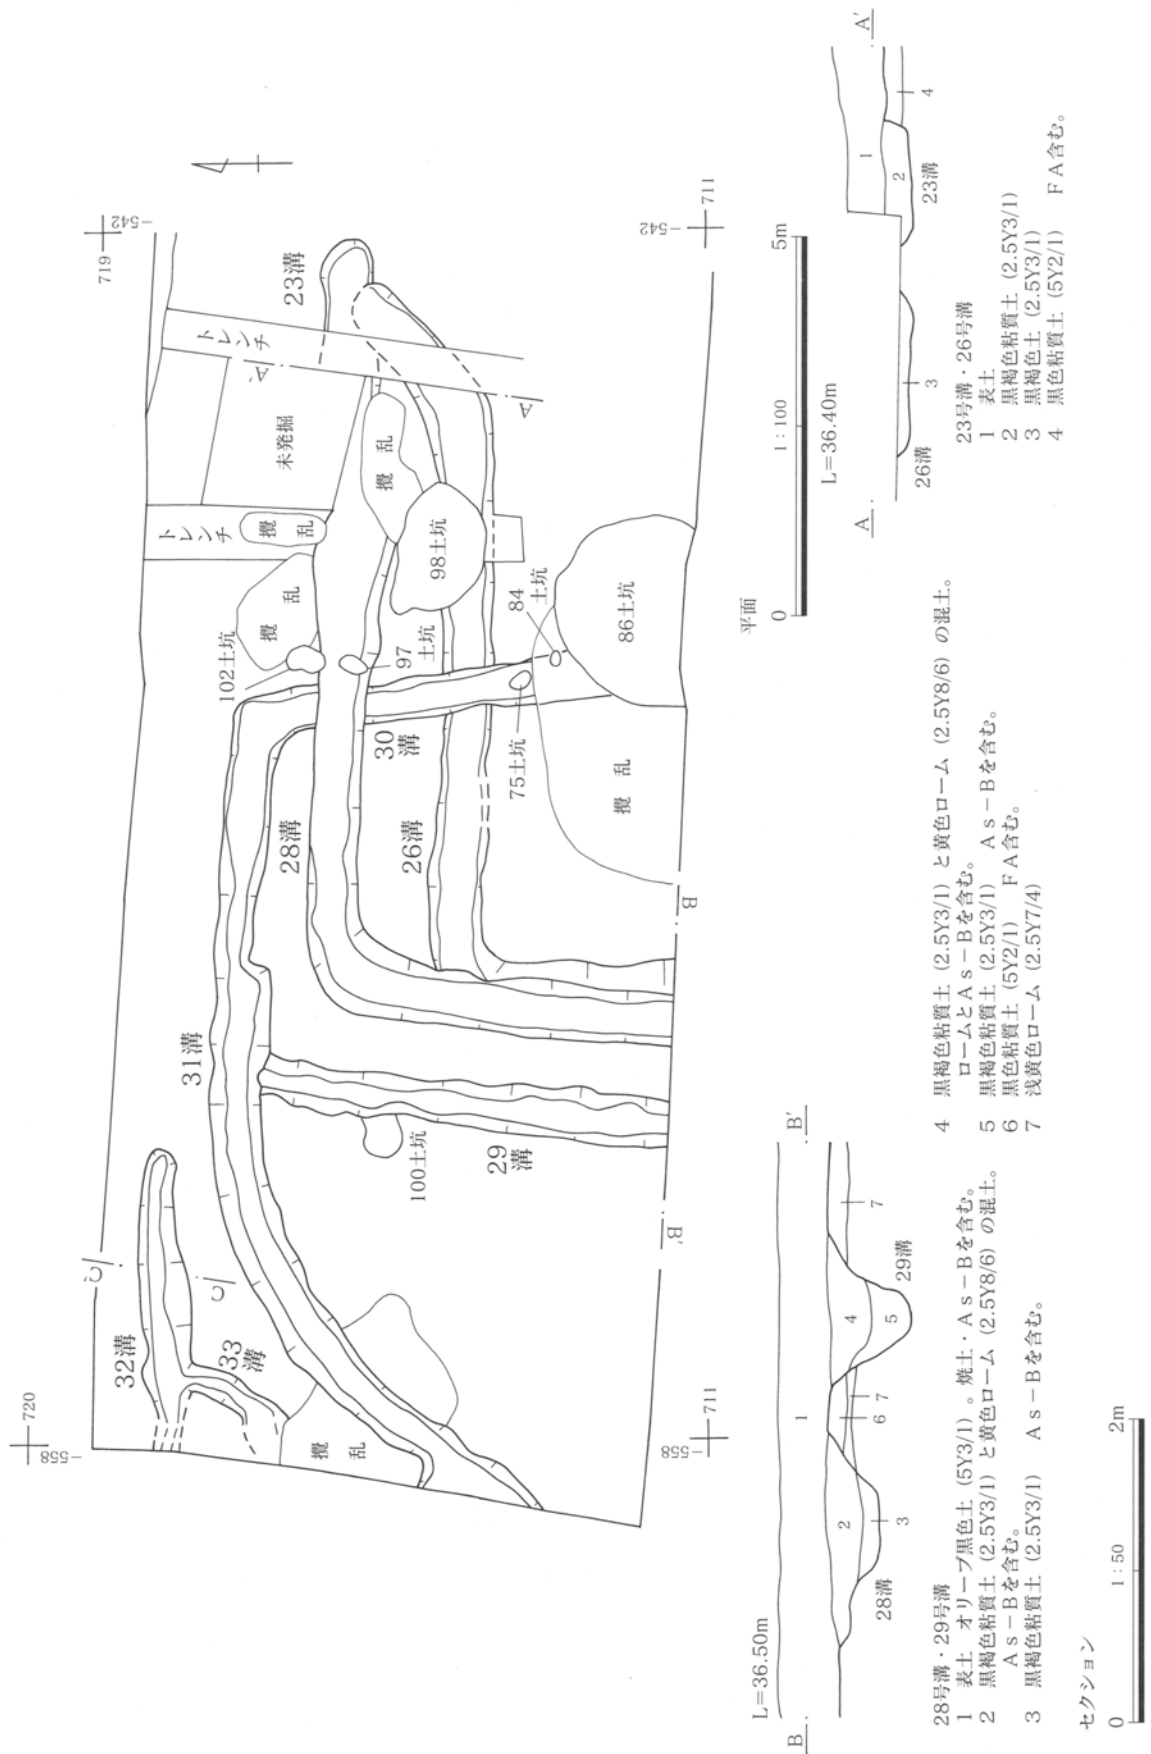 719
-542
23溝
トレンチ
A'
未発掘
トレンチ
攪乱
攪乱
攪乱
102土坑
97土坑
98土坑
84土坑
86土坑
75土坑
30溝
28溝
26溝
攪乱
A
711
-542
31溝
100土坑
29溝
B
B'
C'
C
32溝
33溝
攪乱
720
-558
711
-558
平面
0
1:100
5m
L=36.40m
A
A'
1
2
3
4
23溝
26溝
23号溝・26号溝
1 表土
2 黒褐色粘質土 (2.5Y3/1)
3 黒褐色土 (2.5Y3/1)
4 黒色粘質土 (5Y2/1) FA含む。
L=36.50m
B
B'
1
2
3
4
5
6
7
7
28溝
29溝
28号溝・29号溝
1 表土 オリーブ黒色土 (5Y3/1) 。焼土・As-Bを含む。
2 黒褐色粘質土 (2.5Y3/1) と黄色ローム (2.5Y8/6) の混土。
As-Bを含む。
3 黒褐色粘質土 (2.5Y3/1) As-Bを含む。
4 黒褐色粘質土 (2.5Y3/1) と黄色ローム (2.5Y8/6) の混土。
ロームとAs-Bを含む。
5 黒褐色粘質土 (2.5Y3/1) As-Bを含む。
6 黒色粘質土 (5Y2/1) FA含む。
7 浅黄色ローム (2.5Y7/4)
セクション
0
1:50
2m